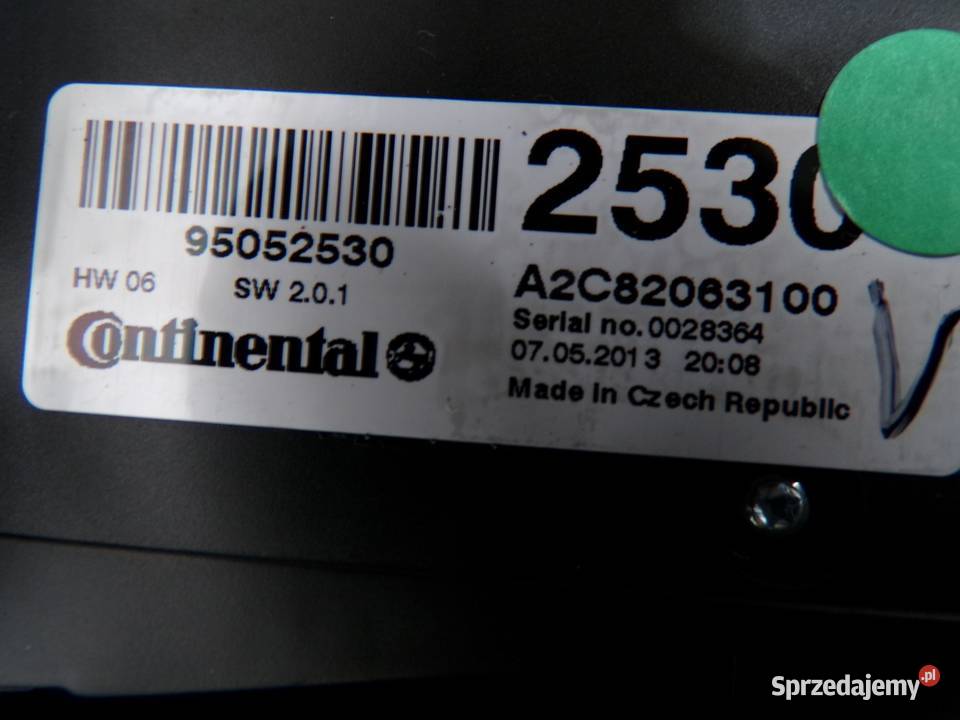 2530
95052530
HW 06 SW 2.0.1
Continental
A2C82063100
Serial no.0028364
07.05.2013 20:08
Made in Czech Republic
Sprzedajemy.pl